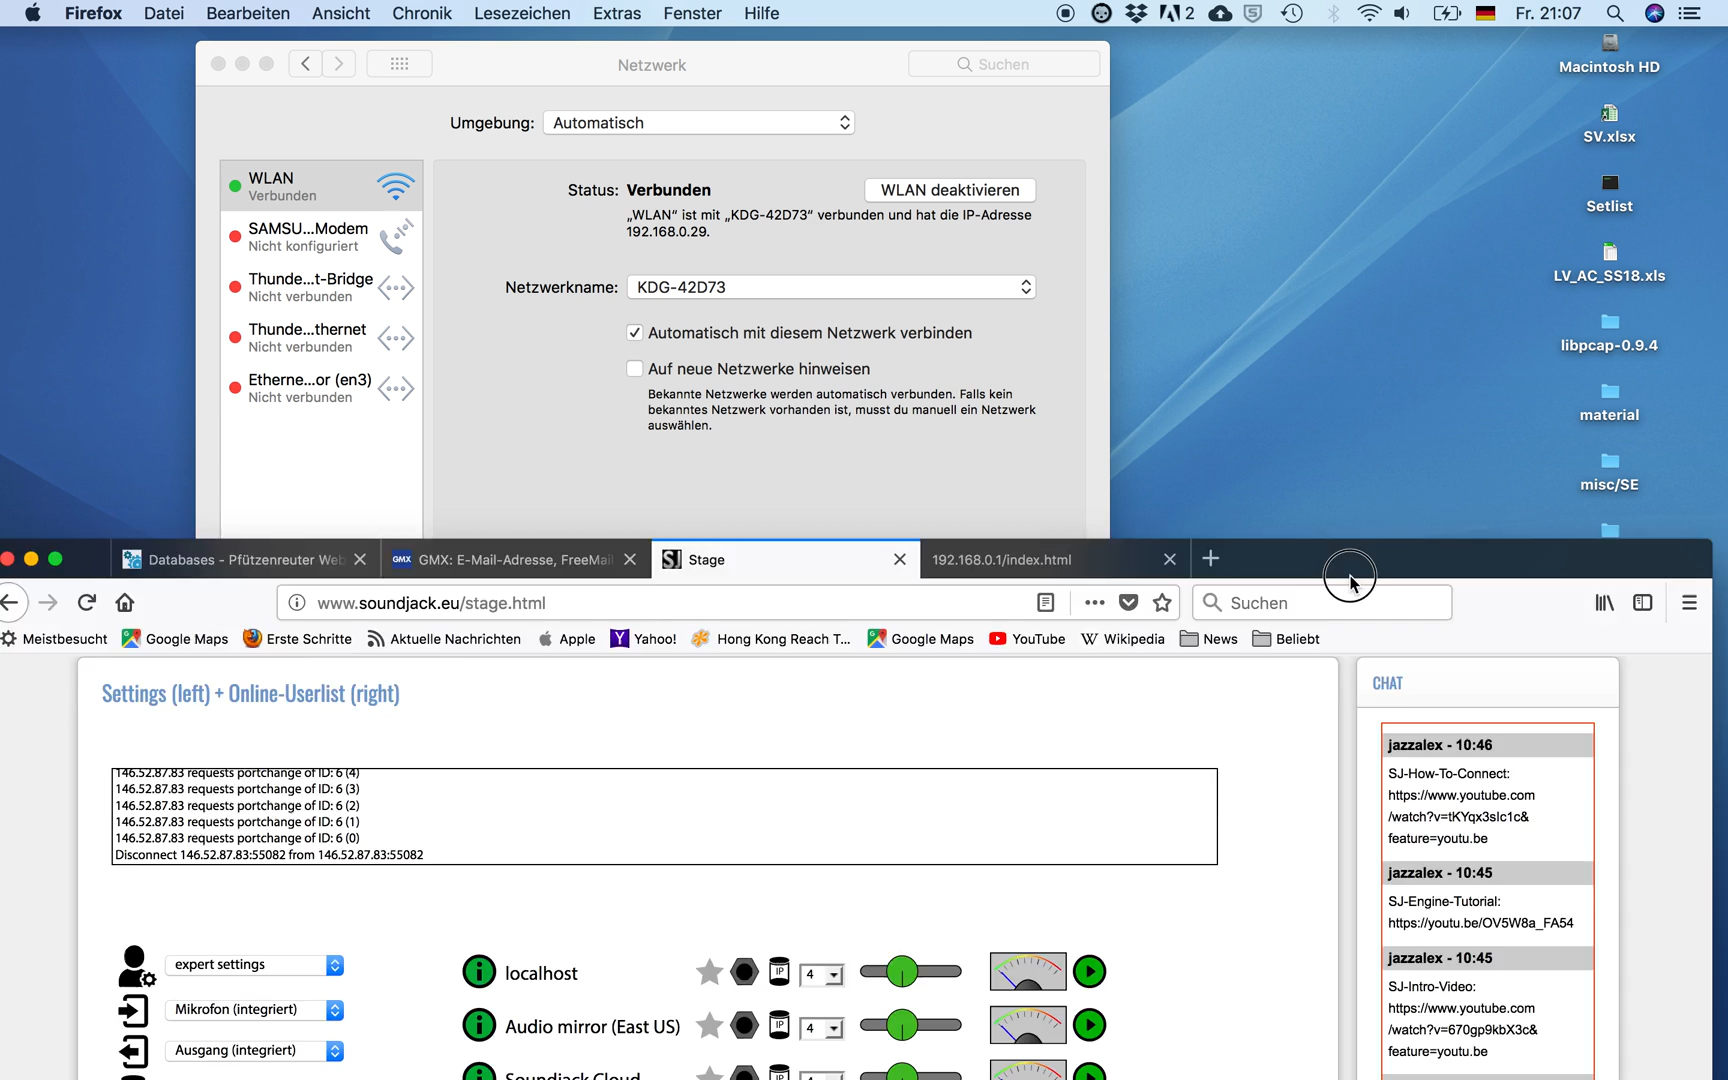 Firefox Datei Bearbeiten Ansicht Chronik Lesezeichen Extras Fenster Hilfe 2 Fr. 21:07
Netzwerk
Suchen
Umgebung: Automatisch
WLAN
Verbunden
SAMSU...Modem
Nicht konfiguriert
Thunde...t-Bridge
Nicht verbunden
Thunde...thernet
Nicht verbunden
Etherne...or (en3)
Nicht verbunden
Status: Verbunden
WLAN deaktivieren
„WLAN“ ist mit „KDG-42D73“ verbunden und hat die IP-Adresse
192.168.0.29.
Netzwerkname: KDG-42D73
Automatisch mit diesem Netzwerk verbinden
Auf neue Netzwerke hinweisen
Bekannte Netzwerke werden automatisch verbunden. Falls kein
bekanntes Netzwerk vorhanden ist, musst du manuell ein Netzwerk
auswählen.
Macintosh HD
SV.xlsx
Setlist
LV_AC_SS18.xls
libpcap-0.9.4
material
misc/SE
Databases - Pfützenreuter Web
GMX GMX: E-Mail-Adresse, FreeMail
Stage
192.168.0.1/index.html
www.soundjack.eu/stage.html
Suchen
Meistbesucht Google Maps Erste Schritte Aktuelle Nachrichten Apple Yahoo! Hong Kong Reach T... Google Maps YouTube Wikipedia News Beliebt
Settings (left) + Online-Userlist (right)
146.52.87.83 requests portchange of ID: 6 (4)
146.52.87.83 requests portchange of ID: 6 (3)
146.52.87.83 requests portchange of ID: 6 (2)
146.52.87.83 requests portchange of ID: 6 (1)
146.52.87.83 requests portchange of ID: 6 (0)
Disconnect 146.52.87.83:55082 from 146.52.87.83:55082
expert settings
Mikrofon (integriert)
Ausgang (integriert)
localhost IP 4
Audio mirror (East US) IP 4
Soundjack Cloud
CHAT
jazzalex - 10:46
SJ-How-To-Connect:
https://www.youtube.com
/watch?v=tKYqx3slc1c&
feature=youtu.be
jazzalex - 10:45
SJ-Engine-Tutorial:
https://youtu.be/OV5W8a_FA54
jazzalex - 10:45
SJ-Intro-Video:
https://www.youtube.com
/watch?v=670gp9kbX3c&
feature=youtu.be